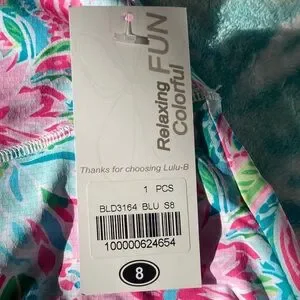 Relaxing
FUN
Colorful
Thanks for choosing Lulu-B
1 PCS
BLD3164 BLU S8
100000624654
8